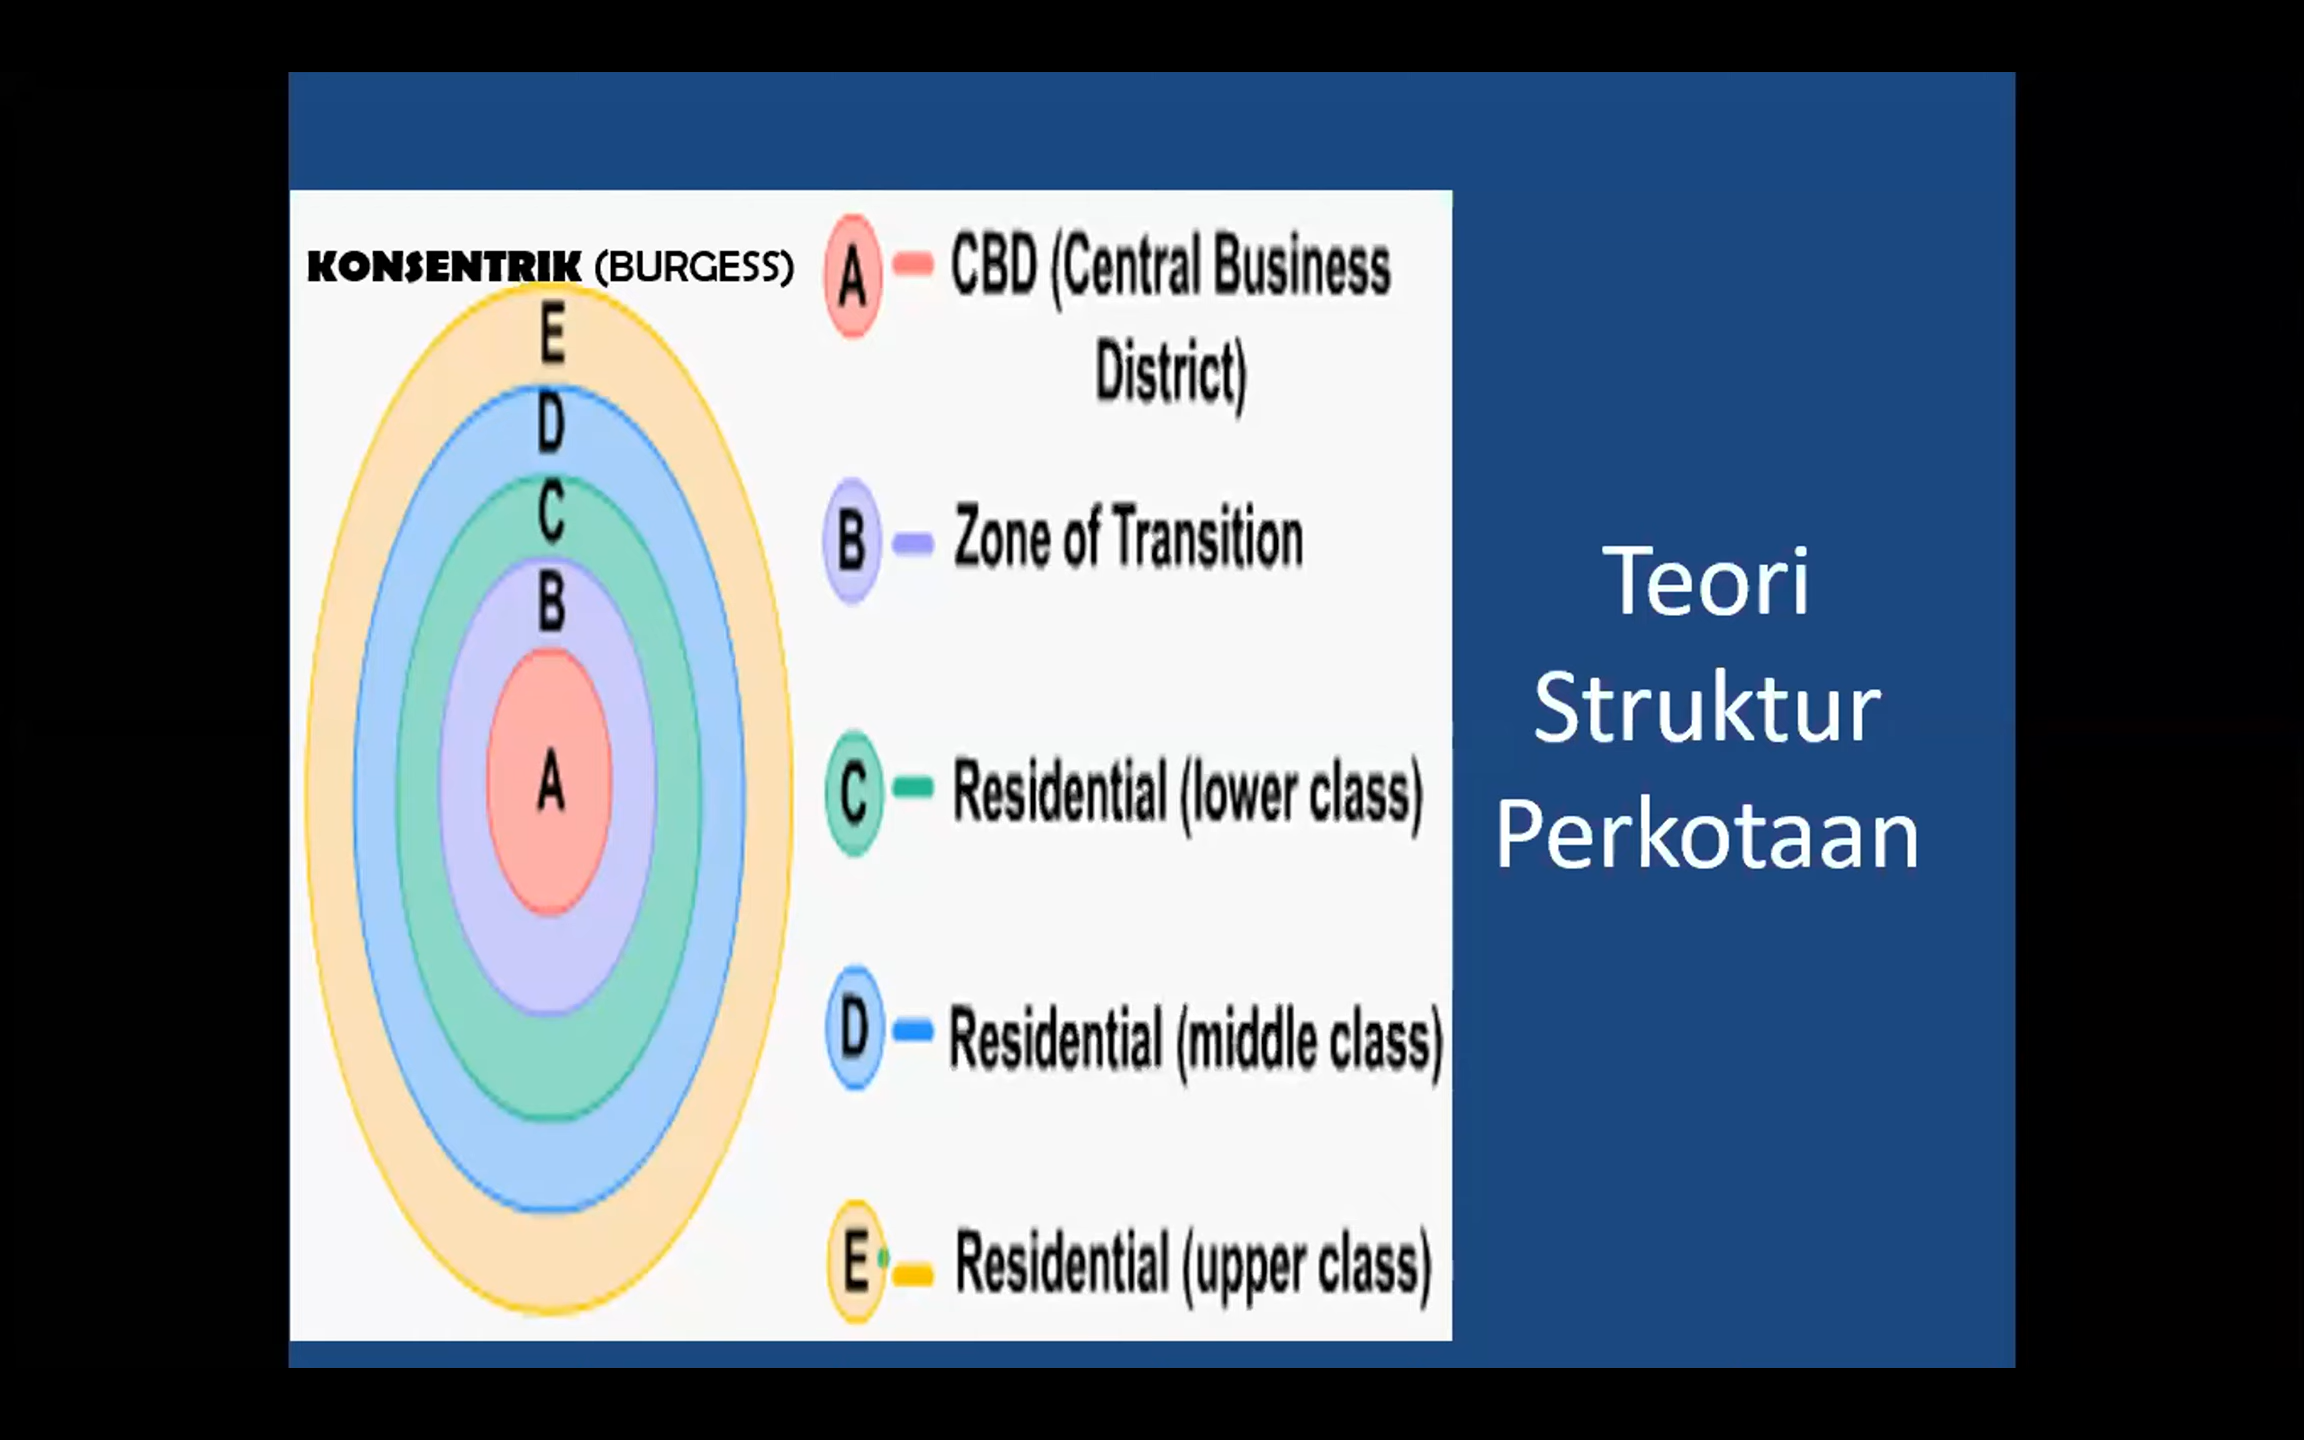 KONSENTRIK (BURGESS)
E
D
C
B
A
A CBD (Central Business
District)
B Zone of Transition
C Residential (lower class)
D Residential (middle class)
E Residential (upper class)
Teori
Struktur
Perkotaan